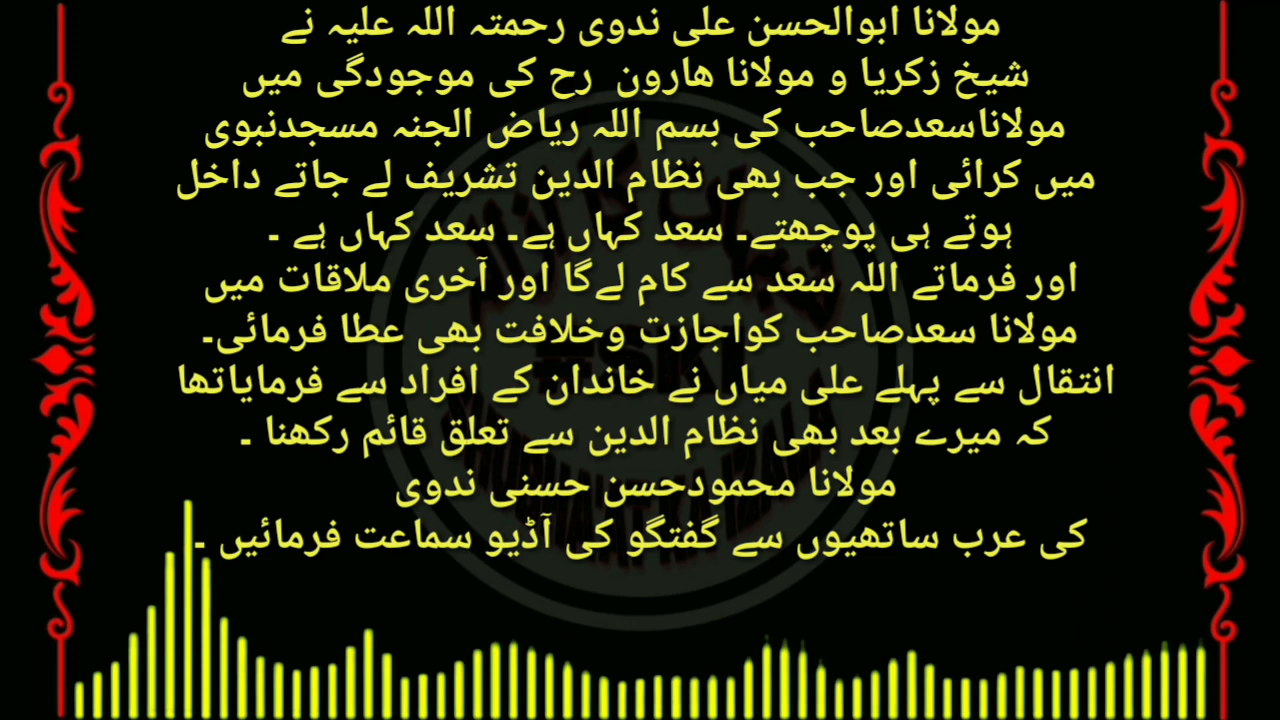 مولانا ابوالحسن علی ندوی رحمتہ اللہ علیہ نے
شیخ زکریا و مولانا ھارون رح کی موجودگی میں
مولاناسعدصاحب کی بسم اللہ ریاض الجنہ مسجدنبوی
میں کرائی اور جب بھی نظام الدین تشریف لے جاتے داخل
ہوتے ہی پوچھتے۔ سعد کہاں ہے۔ سعد کہاں ہے ۔
اور فرماتے اللہ سعد سے کام لےگا اور آخری ملاقات میں
مولانا سعدصاحب کواجازت وخلافت بھی عطا فرمائی۔
انتقال سے پہلے علی میاں نے خاندان کے افراد سے فرمایاتھا
کہ میرے بعد بھی نظام الدین سے تعلق قائم رکھنا ۔
مولانا محمودحسن حسنی ندوی
کی عرب ساتھیوں سے گفتگو کی آڈیو سماعت فرمائیں ۔